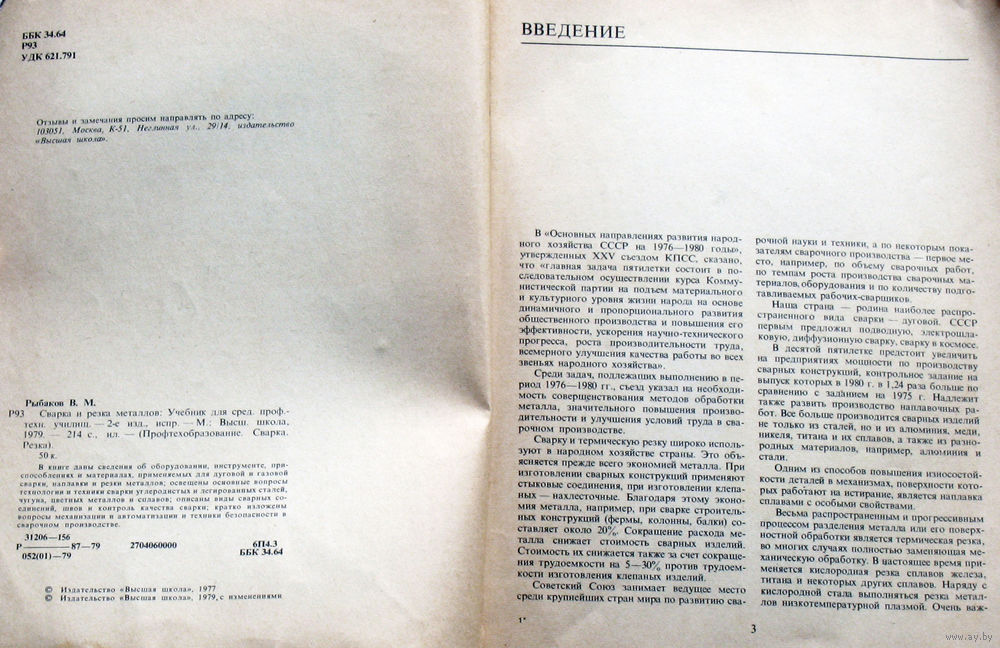 ББК 34.64
Р93
УДК 621.791
Отзывы и замечания просим направлять по адресу:
103051, Москва, К-51, Неглинная ул., 29/14, издательство
«Высшая школа».
Рыбаков В. М.
Р93 Сварка и резка металлов: Учебник для сред. проф.-
техн. училищ. — 2-е изд., испр. — М.: Высш. школа,
1979. — 214 с., ил. — (Профтехобразование. Сварка.
Резка).
50 к.
В книге даны сведения об оборудовании, инструменте, при-
способлениях и материалах, применяемых для дуговой и газовой
сварки, наплавки и резки металлов; освещены основные вопросы
технологии и техники сварки углеродистых и легированных сталей,
чугуна, цветных металлов и сплавов; описаны виды сварных со-
единений, швов и контроль качества сварки; кратко изложены
вопросы механизации и автоматизации и техники безопасности в
сварочном производстве.
31206—156
Р ——— 87—79 2704060000 6П4.3
052(01)—79 ББК 34.64
© Издательство «Высшая школа», 1977
© Издательство «Высшая школа», 1979, с изменениями
ВВЕДЕНИЕ
В «Основных направлениях развития народ-
ного хозяйства СССР на 1976—1980 годы»,
утвержденных XXV съездом КПСС, сказано,
что «главная задача пятилетки состоит в по-
следовательном осуществлении курса Комму-
нистической партии на подъем материального
и культурного уровня жизни народа на основе
динамичного и пропорционального развития
общественного производства и повышения его
эффективности, ускорения научно-технического
прогресса, роста производительности труда,
всемерного улучшения качества работы во всех
звеньях народного хозяйства».
Среди задач, подлежащих выполнению в пе-
риод 1976—1980 гг., съезд указал на необходи-
мость совершенствования методов обработки
металла, значительного повышения произво-
дительности и улучшения условий труда в сва-
рочном производстве.
Сварку и термическую резку широко исполь-
зуют в народном хозяйстве страны. Это объ-
ясняется прежде всего экономией металла. При
изготовлении сварных конструкций применяют
стыковые соединения, при изготовлении клепа-
ных — нахлесточные. Благодаря этому эконо-
мия металла, например, при сварке строитель-
ных конструкций (фермы, колонны, балки) со-
ставляет около 20%. Сокращение расхода ме-
талла снижает стоимость сварных изделий.
Стоимость их снижается также за счет сокраще-
ния трудоемкости на 5—30% против трудоем-
кости изготовления клепаных изделий.
Советский Союз занимает ведущее место
среди крупнейших стран мира по развитию сва-
рочной науки и техники, а по некоторым пока-
зателям сварочного производства — первое ме-
сто, например, по объему сварочных работ,
по темпам роста производства сварочных ма-
териалов, оборудования и по количеству подго-
тавливаемых рабочих-сварщиков.
Наша страна — родина наиболее распро-
страненного вида сварки — дуговой. СССР
первым предложил подводную, электрошла-
ковую, диффузионную сварку, сварку в космосе.
В десятой пятилетке предстоит увеличить
на предприятиях мощности по производству
сварных конструкций, контрольное задание на
выпуск которых в 1980 г. в 1,24 раза больше по
сравнению с заданием на 1975 г. Надлежит
также развить производство наплавочных ра-
бот. Все больше производится сварных изделий
не только из сталей, но и из алюминия, меди,
никеля, титана и их сплавов, а также из разно-
родных материалов, например, алюминия и
стали.
Одним из способов повышения износостой-
кости деталей в механизмах, поверхности кото-
рых работают на истирание, является наплавка
сплавами с особыми свойствами.
Весьма распространенным и прогрессивным
процессом разделения металла или его поверх-
ностной обработки является термическая резка,
во многих случаях полностью заменяющая ме-
ханическую обработку. В настоящее время при-
меняется кислородная резка сплавов железа,
титана и некоторых других сплавов. Наряду с
кислородной стала выполняться резка метал-
лов низкотемпературной плазмой. Очень важ-
1*
3
www.ay.by